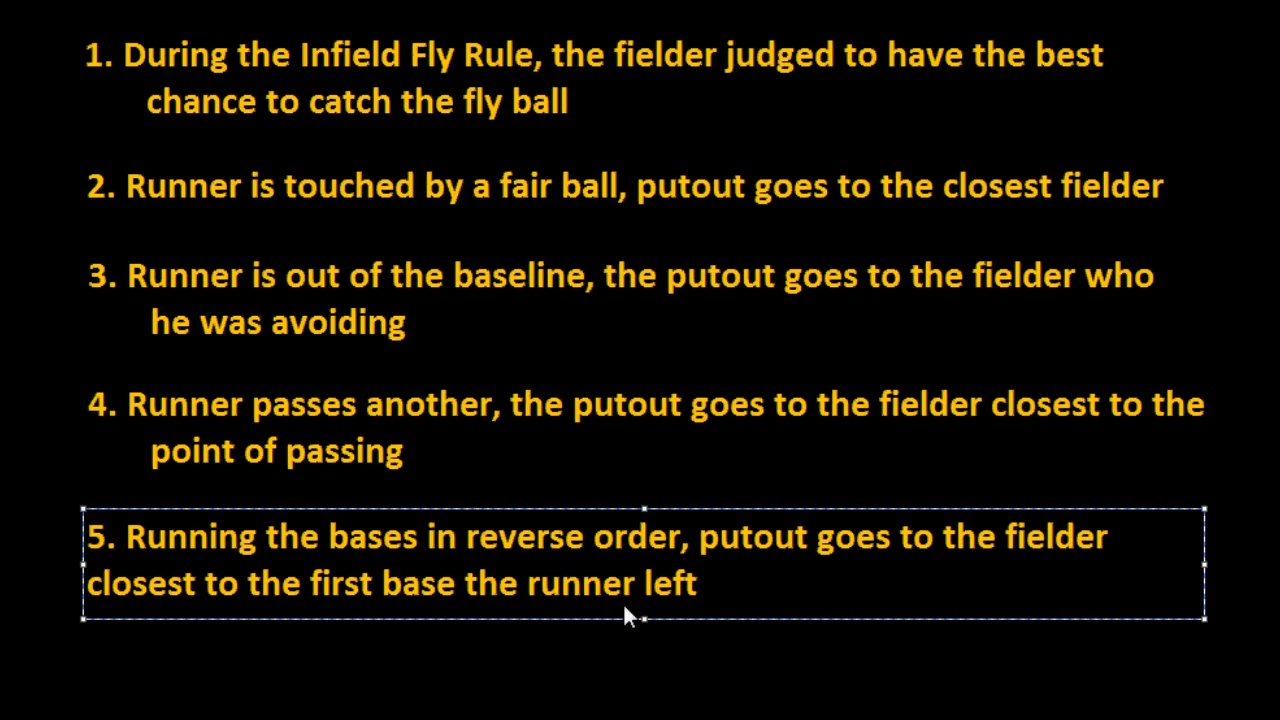 1. During the Infield Fly Rule, the fielder judged to have the best
chance to catch the fly ball
2. Runner is touched by a fair ball, putout goes to the closest fielder
3. Runner is out of the baseline, the putout goes to the fielder who
he was avoiding
4. Runner passes another, the putout goes to the fielder closest to the
point of passing
5. Running the bases in reverse order, putout goes to the fielder
closest to the first base the runner left